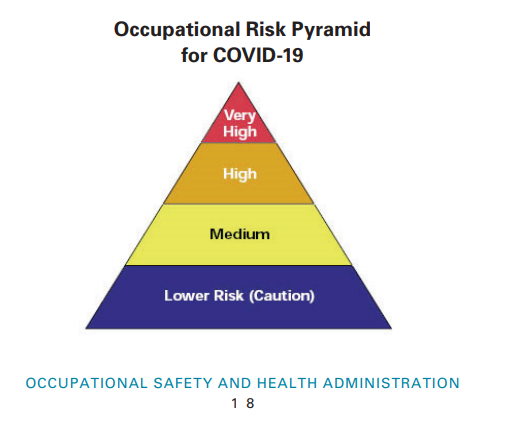 Occupational Risk Pyramid
for COVID-19
Very
High
High
Medium
Lower Risk (Caution)
OCCUPATIONAL SAFETY AND HEALTH ADMINISTRATION
1 8